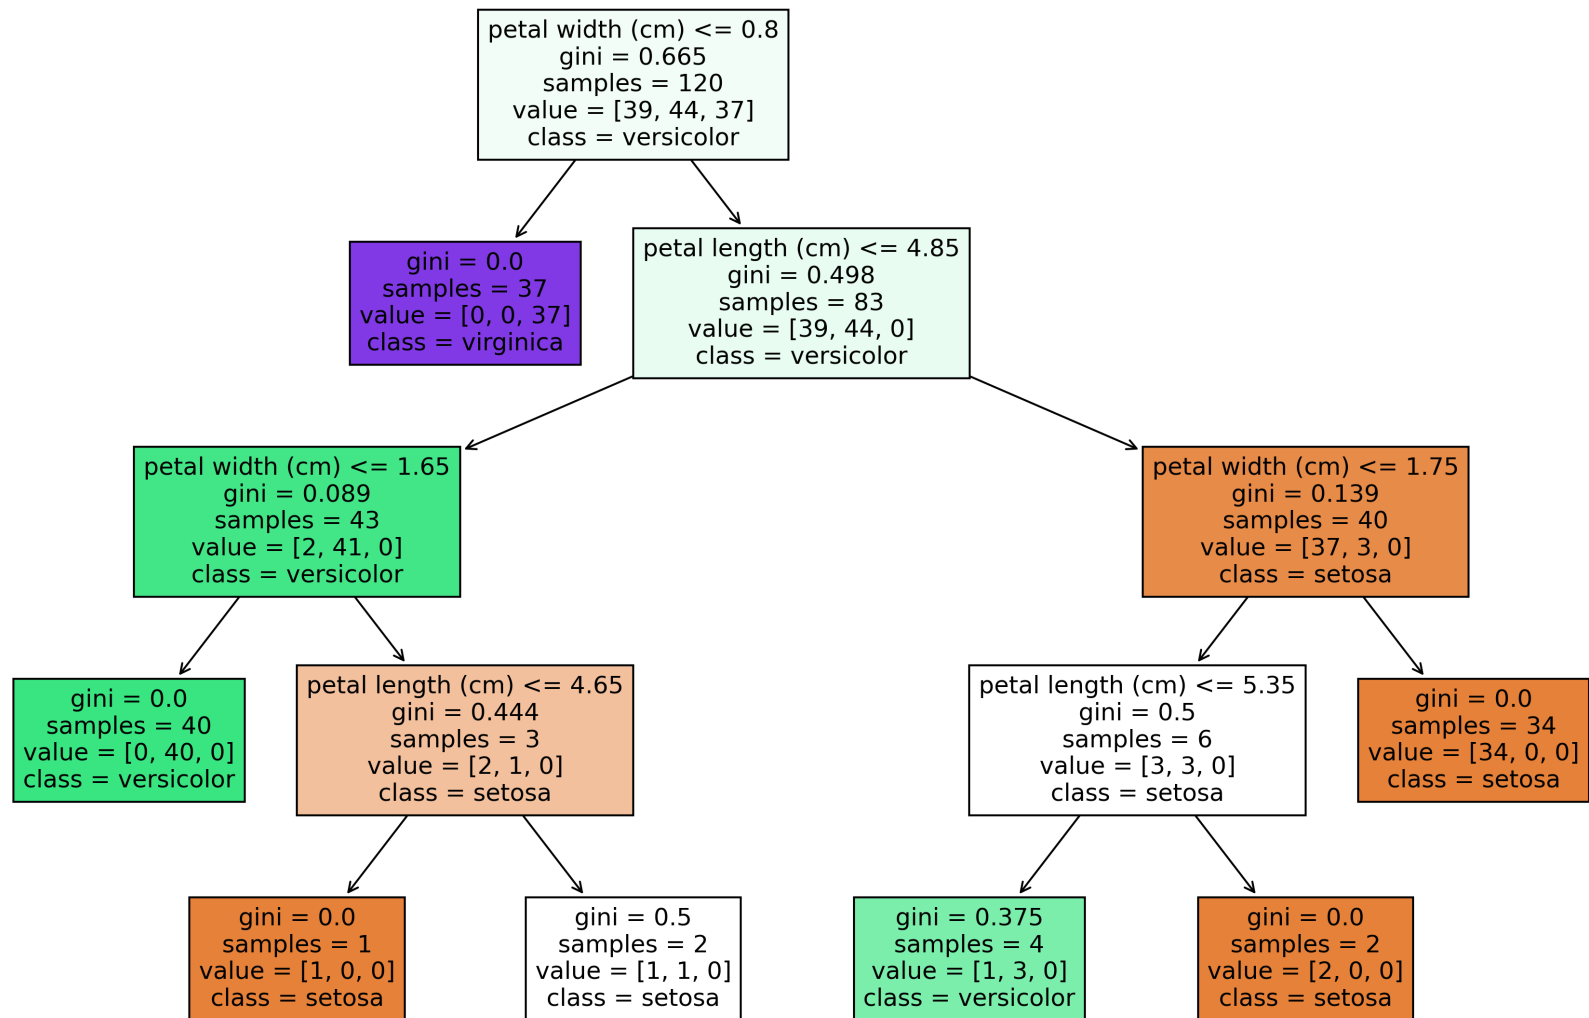 petal width (cm) <= 0.8
gini = 0.665
samples = 120
value = [39, 44, 37]
class = versicolor
gini = 0.0
samples = 37
value = [0, 0, 37]
class = virginica
petal length (cm) <= 4.85
gini = 0.498
samples = 83
value = [39, 44, 0]
class = versicolor
petal width (cm) <= 1.65
gini = 0.089
samples = 43
value = [2, 41, 0]
class = versicolor
petal width (cm) <= 1.75
gini = 0.139
samples = 40
value = [37, 3, 0]
class = setosa
gini = 0.0
samples = 40
value = [0, 40, 0]
class = versicolor
petal length (cm) <= 4.65
gini = 0.444
samples = 3
value = [2, 1, 0]
class = setosa
petal length (cm) <= 5.35
gini = 0.5
samples = 6
value = [3, 3, 0]
class = setosa
gini = 0.0
samples = 34
value = [34, 0, 0]
class = setosa
gini = 0.0
samples = 1
value = [1, 0, 0]
class = setosa
gini = 0.5
samples = 2
value = [1, 1, 0]
class = setosa
gini = 0.375
samples = 4
value = [1, 3, 0]
class = versicolor
gini = 0.0
samples = 2
value = [2, 0, 0]
class = setosa